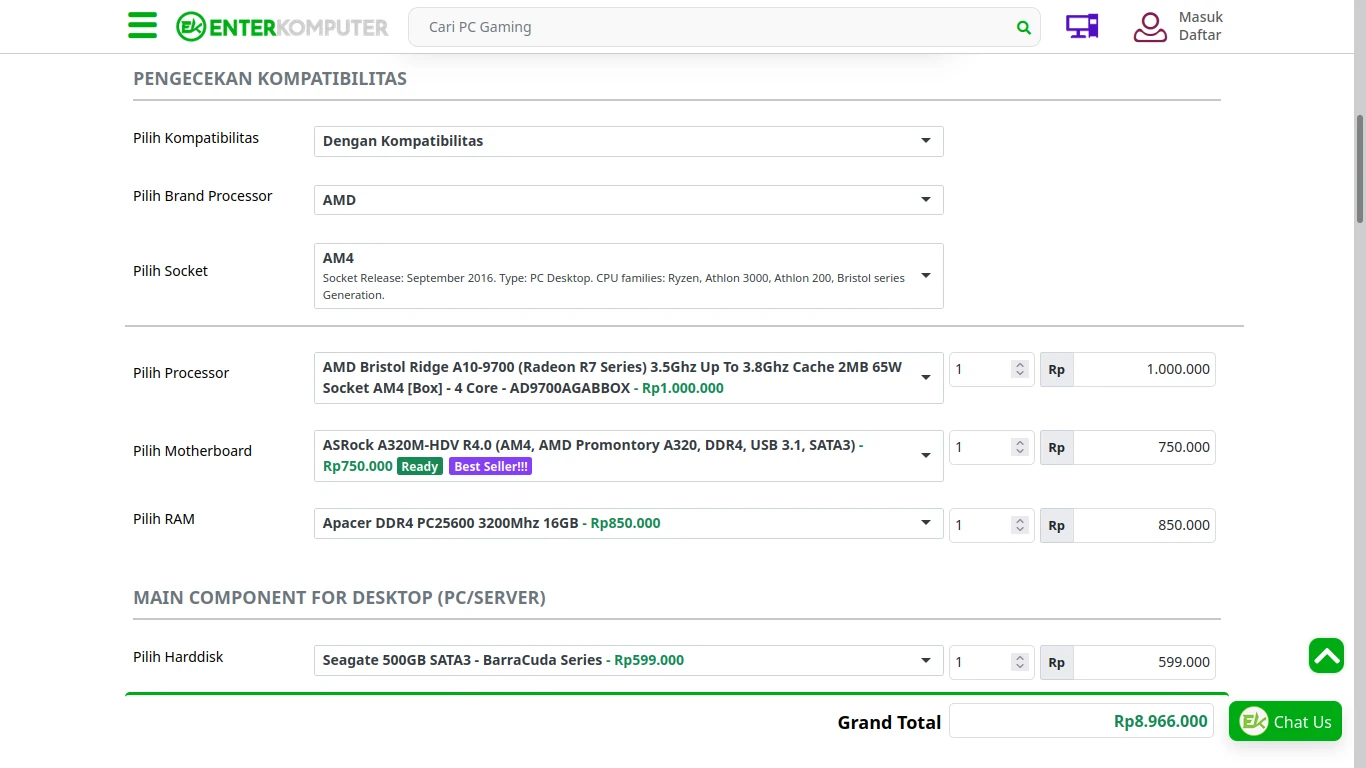 ENTERKOMPUTER
Cari PC Gaming
Masuk
Daftar
PENGECEKAN KOMPATIBILITAS
Pilih Kompatibilitas
Dengan Kompatibilitas
Pilih Brand Processor
AMD
Pilih Socket
AM4
Socket Release: September 2016. Type: PC Desktop. CPU families: Ryzen, Athlon 3000, Athlon 200, Bristol series
Generation.
Pilih Processor
AMD Bristol Ridge A10-9700 (Radeon R7 Series) 3.5Ghz Up To 3.8Ghz Cache 2MB 65W
Socket AM4 [Box] - 4 Core - AD9700AGABBOX - Rp1.000.000
1
Rp
1.000.000
Pilih Motherboard
ASRock A320M-HDV R4.0 (AM4, AMD Promontory A320, DDR4, USB 3.1, SATA3) -
Rp750.000 Ready Best Seller!!!
1
Rp
750.000
Pilih RAM
Apacer DDR4 PC25600 3200Mhz 16GB - Rp850.000
1
Rp
850.000
MAIN COMPONENT FOR DESKTOP (PC/SERVER)
Pilih Harddisk
Seagate 500GB SATA3 - BarraCuda Series - Rp599.000
1
Rp
599.000
Grand Total
Rp8.966.000
EK Chat Us